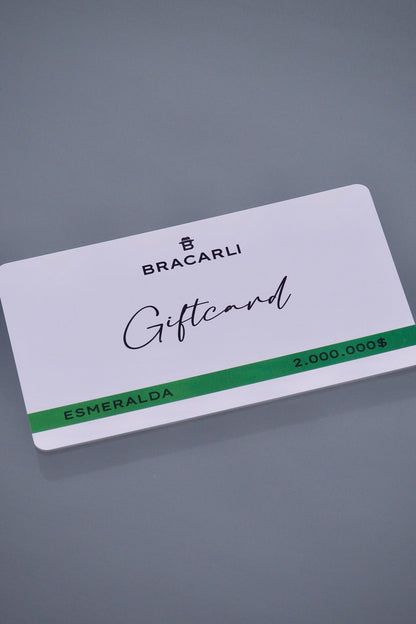 B
BRACARLI
Giftcard
ESMERALDA 2.000.000$